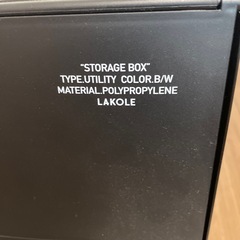 "STORAGE BOX"
TYPE.UTILITY COLOR.B/W
MATERIAL.POLYPROPYLENE
LAKOLE